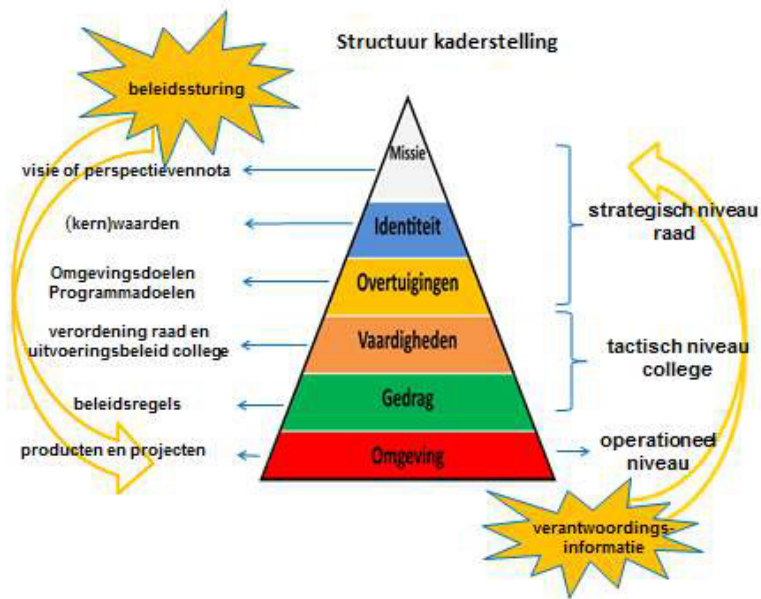 Structuur kaderstelling
beleidssturing
Missie
visie of perspectievennota
strategisch niveau
raad
(kern)waarden
Identiteit
Omgevingsdoelen
Programmadoelen
Overtuigingen
verordening raad en
uitvoeringsbeleid college
Vaardigheden
tactisch niveau
college
beleidsregels
Gedrag
producten en projecten
Omgeving
operationeel
niveau
verantwoordings-
informatie